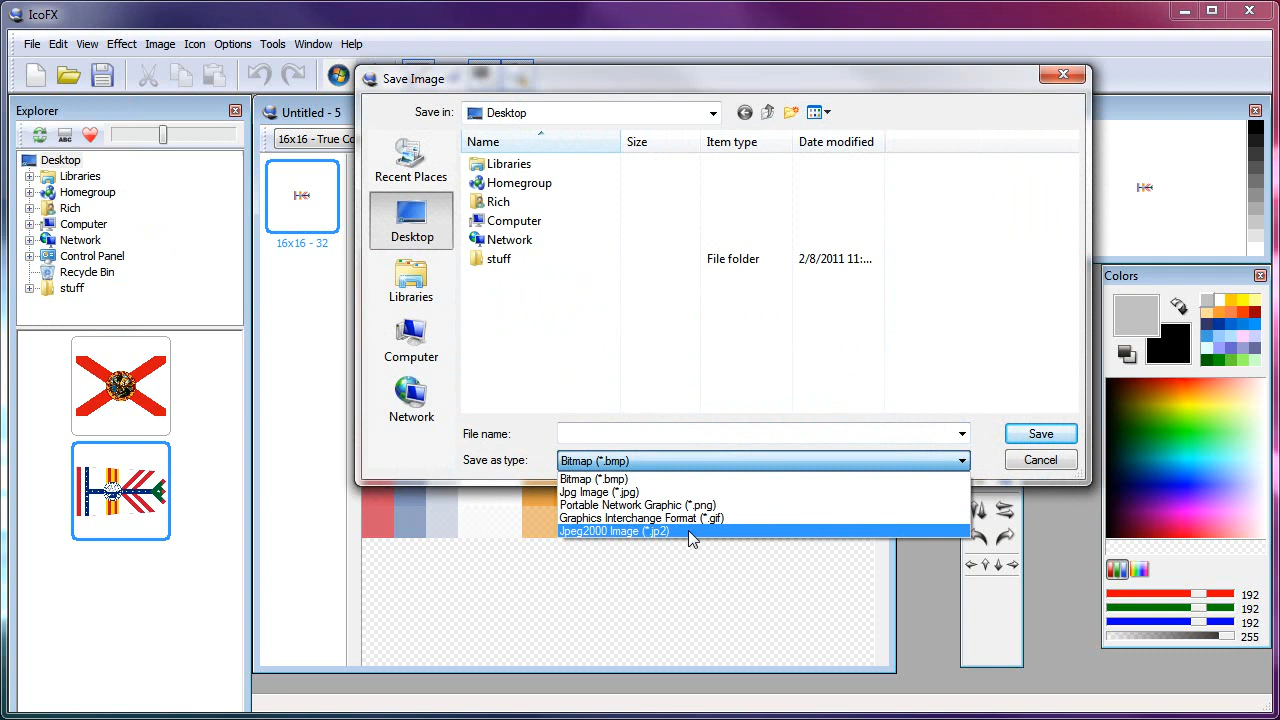 IcoFX
File Edit View Effect Image Icon Options Tools Window Help
Explorer
ABC
Desktop
Libraries
Homegroup
Rich
Computer
Network
Control Panel
Recycle Bin
stuff
Untitled - 5
16x16 - True Co
16x16 - 32
Save Image
Save in:
Desktop
Recent Places
Desktop
Libraries
Computer
Network
Name Size Item type Date modified
Libraries
Homegroup
Rich
Computer
Network
stuff File folder 2/8/2011 11:...
File name:
Save
Save as type:
Bitmap (*.bmp)
Cancel
Bitmap (*.bmp)
Jpg Image (*.jpg)
Portable Network Graphic (*.png)
Graphics Interchange Format (*.gif)
Jpeg2000 Image (*.jp2)
Colors
192
192
192
255